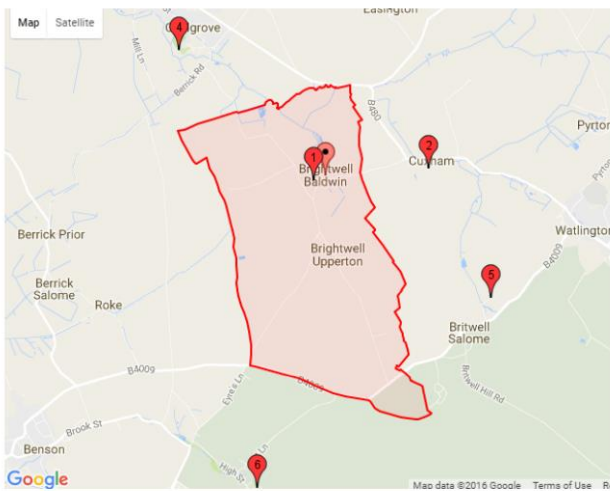 Map Satellite
Easington
Mill Ln
4
Berrick Rd
B480
2
Cuxham
Pyrton
1
Brightwell
Baldwin
Watlington
Berrick Prior
Brightwell
Upperton
B4009
Berrick
Salome
Roke
5
Britwell
Salome
B4009
Eyre's Ln
B4009
Britwell Hill Rd
Brook St
Benson
High St
Ln
6
Google
Map data ©2016 Google Terms of Use R